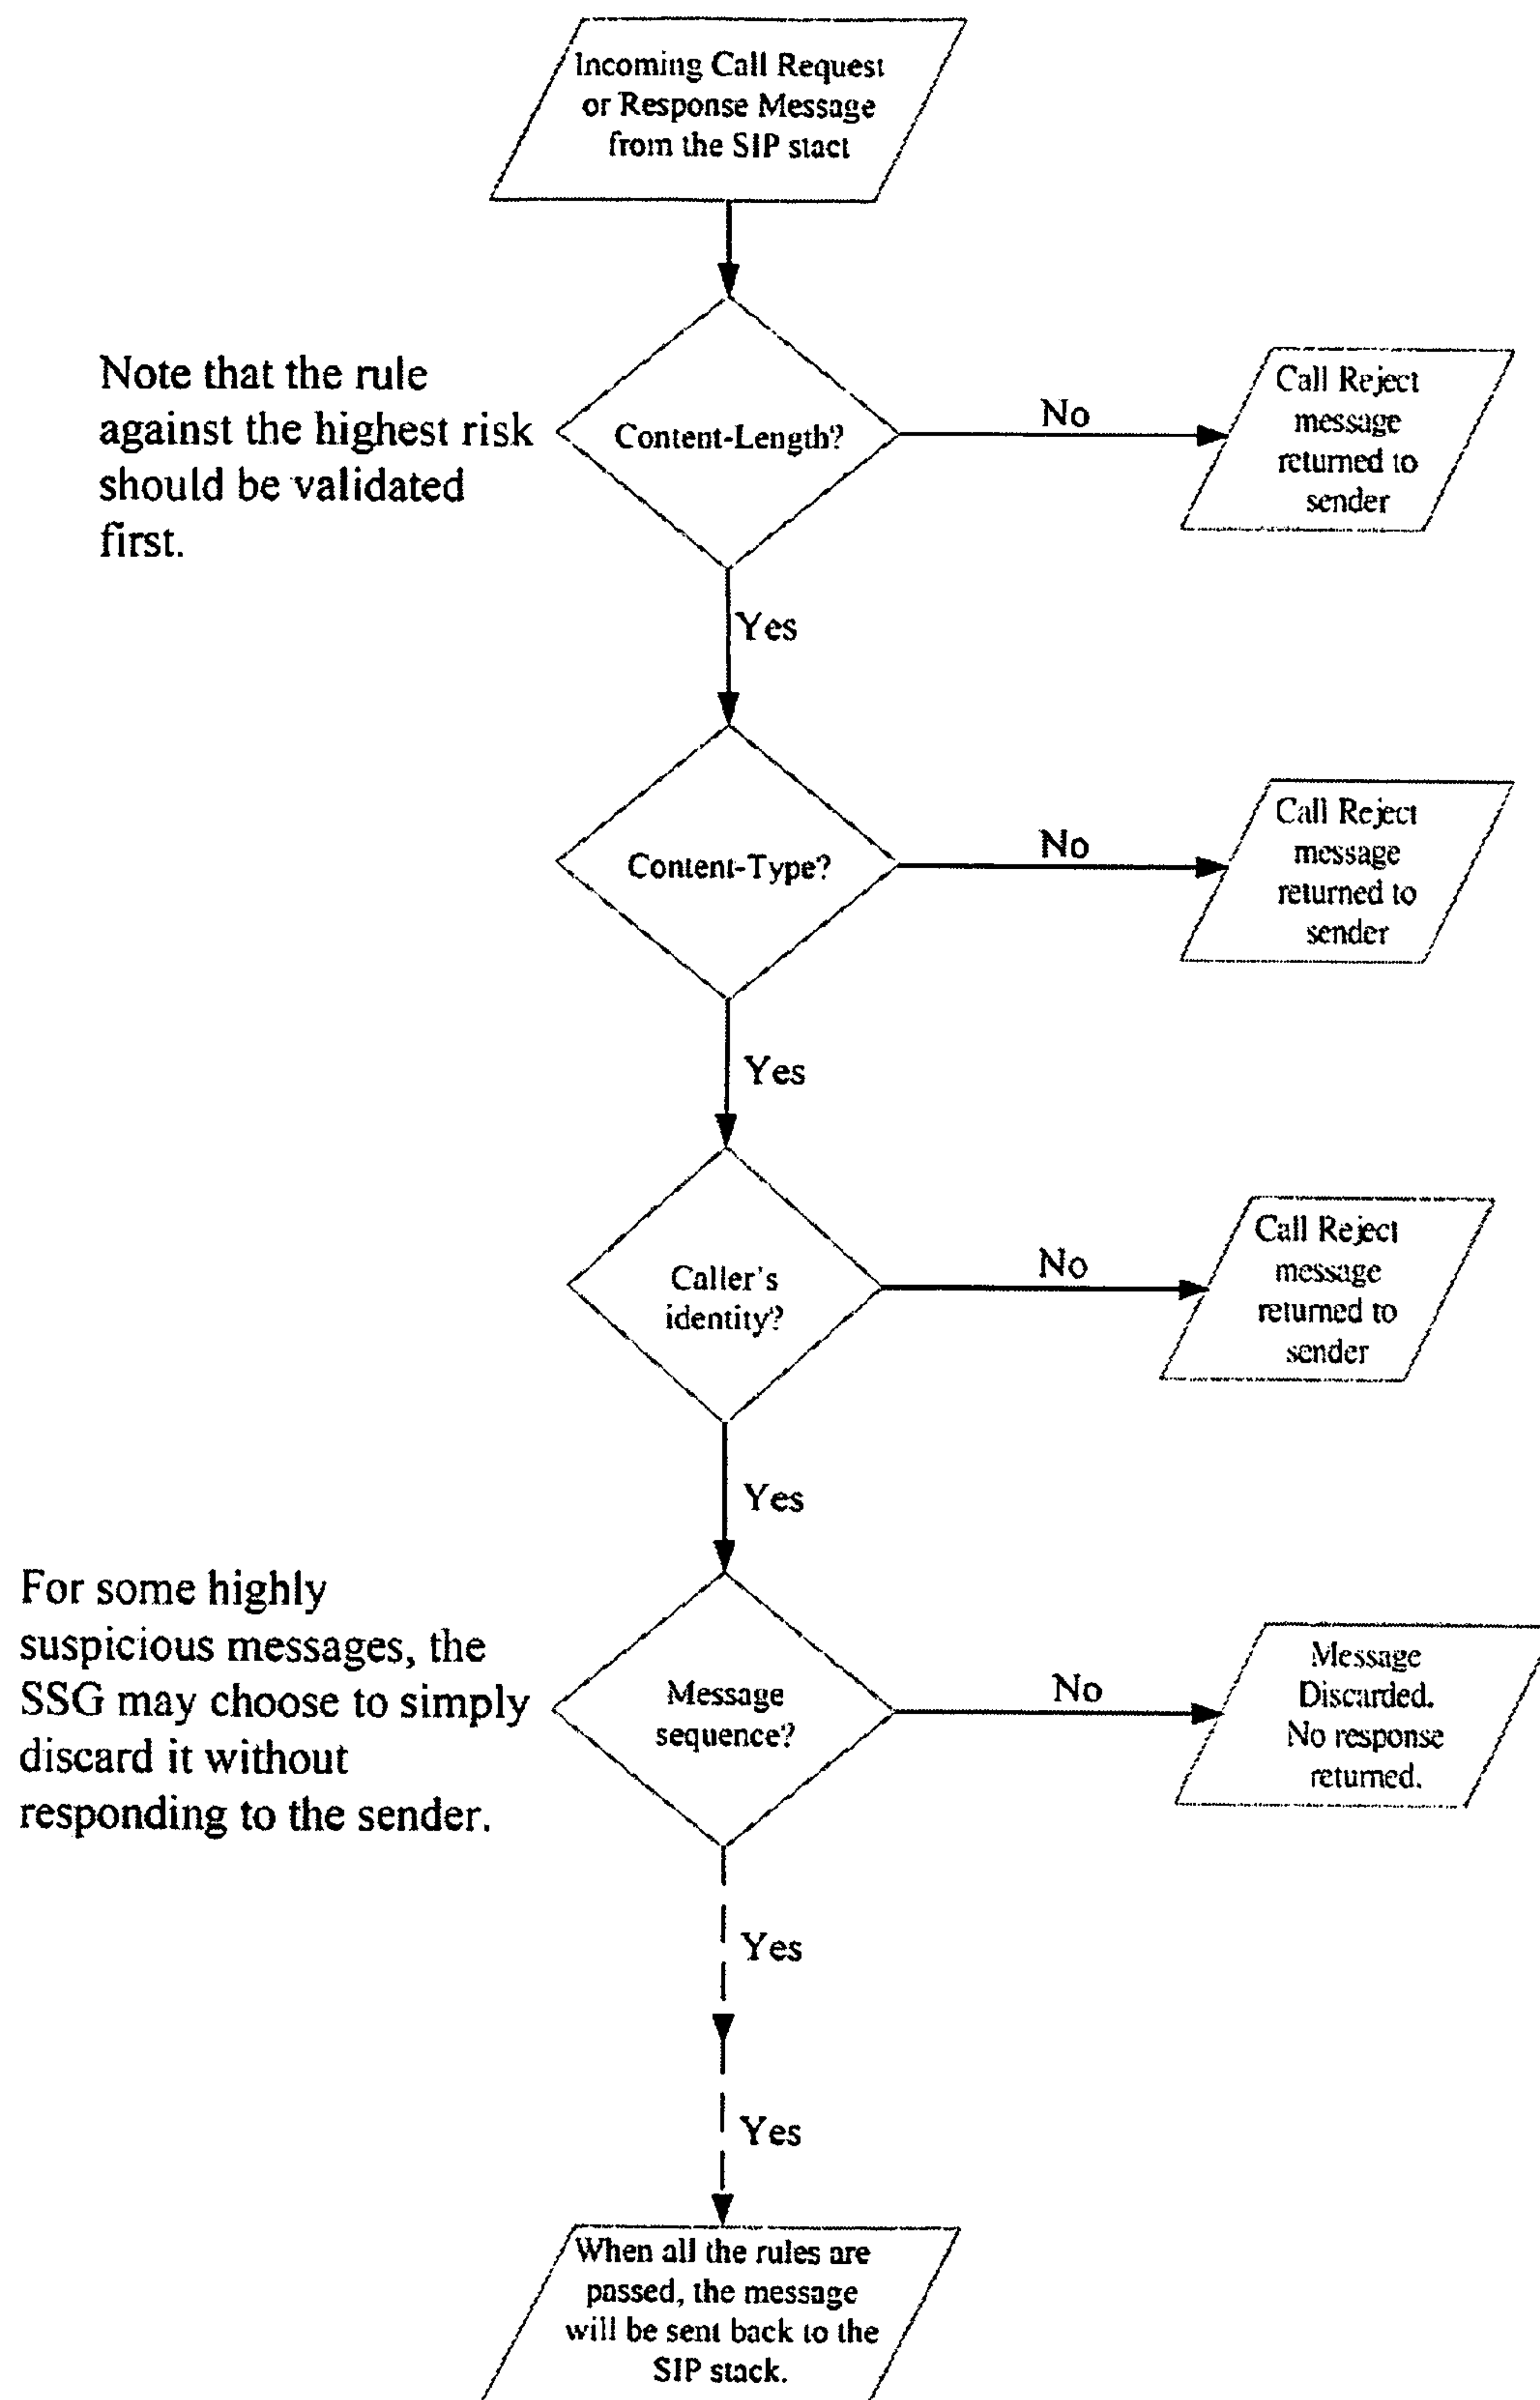 Incoming Call Request
or Response Message
from the SIP stact
Note that the rule
against the highest risk
should be validated
first.
Content-Length?
No
Call Reject
message
returned to
sender
Yes
Content-Type?
No
Call Reject
message
returned to
sender
Yes
Caller's
identity?
No
Call Reject
message
returned to
sender
Yes
For some highly
suspicious messages, the
SSG may choose to simply
discard it without
responding to the sender.
Message
sequence?
No
Message
Discarded.
No response
returned.
Yes
Yes
When all the rules are
passed, the message
will be sent back to the
SIP stack.